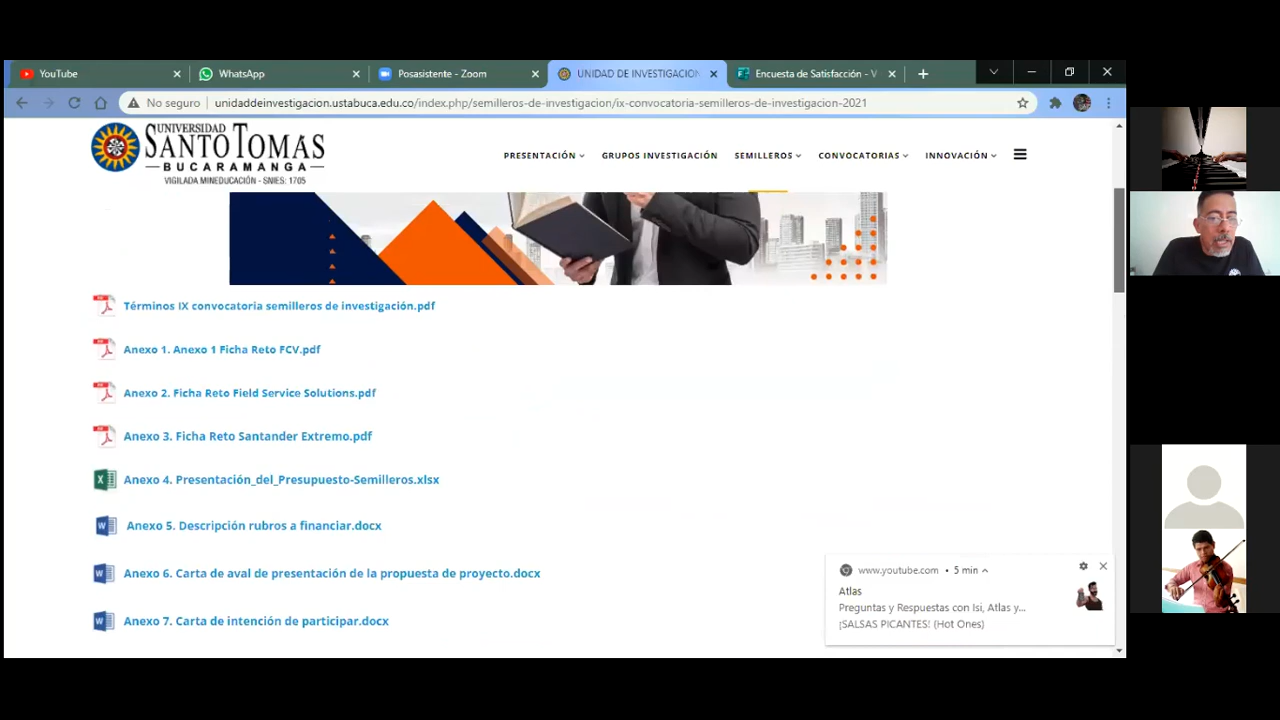 YouTube
WhatsApp
Posasistente - Zoom
UNIDAD DE INVESTIGACION
Encuesta de Satisfacción - V
No seguro
unidaddeinvestigacion.ustabuca.edu.co/index.php/semilleros-de-investigacion/ix-convocatoria-semilleros-de-investigacion-2021
UNIVERSIDAD
SANTO TOMÁS
BUCARAMANGA
VIGILADA MINEDUCACIÓN - SNIES: 1705
PRESENTACIÓN
GRUPOS INVESTIGACIÓN
SEMILLEROS
CONVOCATORIAS
INNOVACIÓN
Términos IX convocatoria semilleros de investigación.pdf
Anexo 1. Anexo 1 Ficha Reto FCV.pdf
Anexo 2. Ficha Reto Field Service Solutions.pdf
Anexo 3. Ficha Reto Santander Extremo.pdf
Anexo 4. Presentación_del_Presupuesto-Semilleros.xlsx
Anexo 5. Descripción rubros a financiar.docx
Anexo 6. Carta de aval de presentación de la propuesta de proyecto.docx
Anexo 7. Carta de intención de participar.docx
www.youtube.com • 5 min
Atlas
Preguntas y Respuestas con Isi, Atlas y...
¡SALSAS PICANTES! (Hot Ones)